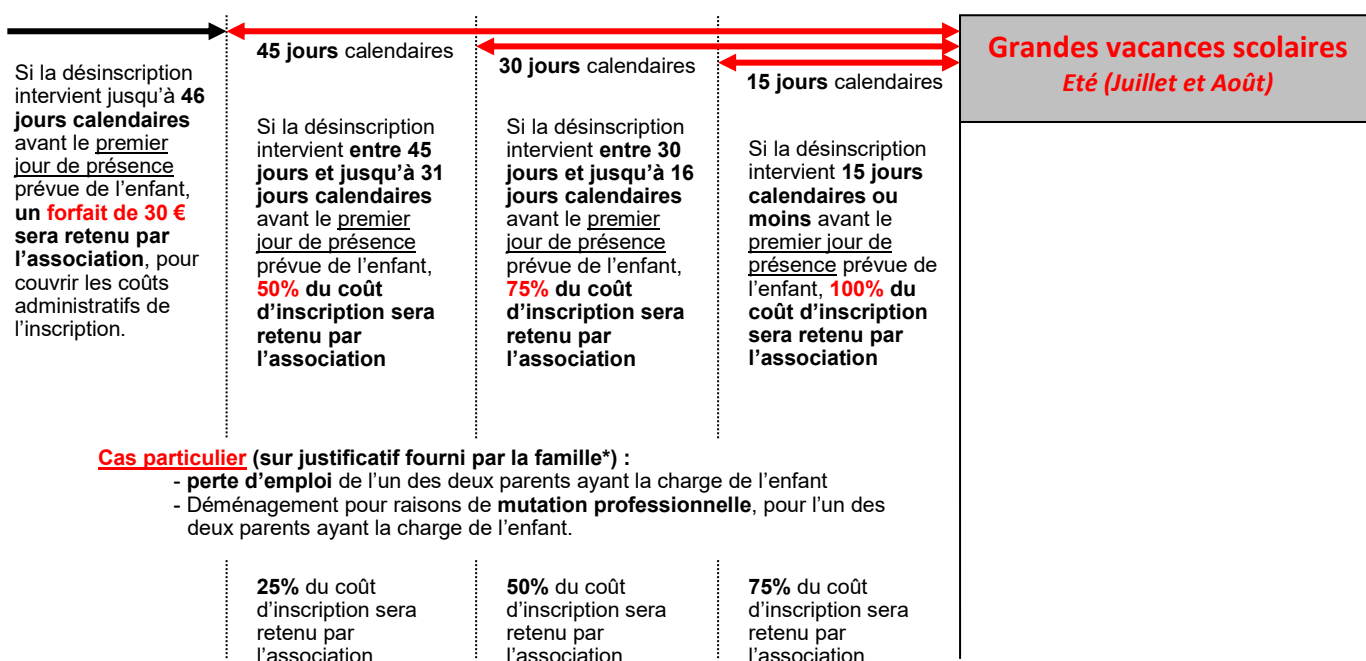 Si la désinscription
intervient jusqu'à 46
jours calendaires
avant le premier
jour de présence
prévue de l'enfant,
un forfait de 30 €
sera retenu par
l'association, pour
couvrir les coûts
administratifs de
l'inscription.
45 jours calendaires
Si la désinscription
intervient entre 45
jours et jusqu'à 31
jours calendaires
avant le premier
jour de présence
prévue de l'enfant,
50% du coût
d'inscription sera
retenu par
l'association
30 jours calendaires
Si la désinscription
intervient entre 30
jours et jusqu'à 16
jours calendaires
avant le premier
jour de présence
prévue de l'enfant,
75% du coût
d'inscription sera
retenu par
l'association
15 jours calendaires
Si la désinscription
intervient 15 jours
calendaires ou
moins avant le
premier jour de
présence prévue de
l'enfant, 100% du
coût d'inscription
sera retenu par
l'association
Grandes vacances scolaires
Eté (Juillet et Août)
Cas particulier (sur justificatif fourni par la famille*) :
- perte d'emploi de l'un des deux parents ayant la charge de l'enfant
- Déménagement pour raisons de mutation professionnelle, pour l'un des
deux parents ayant la charge de l'enfant.
25% du coût
d'inscription sera
retenu par
l'association
50% du coût
d'inscription sera
retenu par
l'association
75% du coût
d'inscription sera
retenu par
l'association